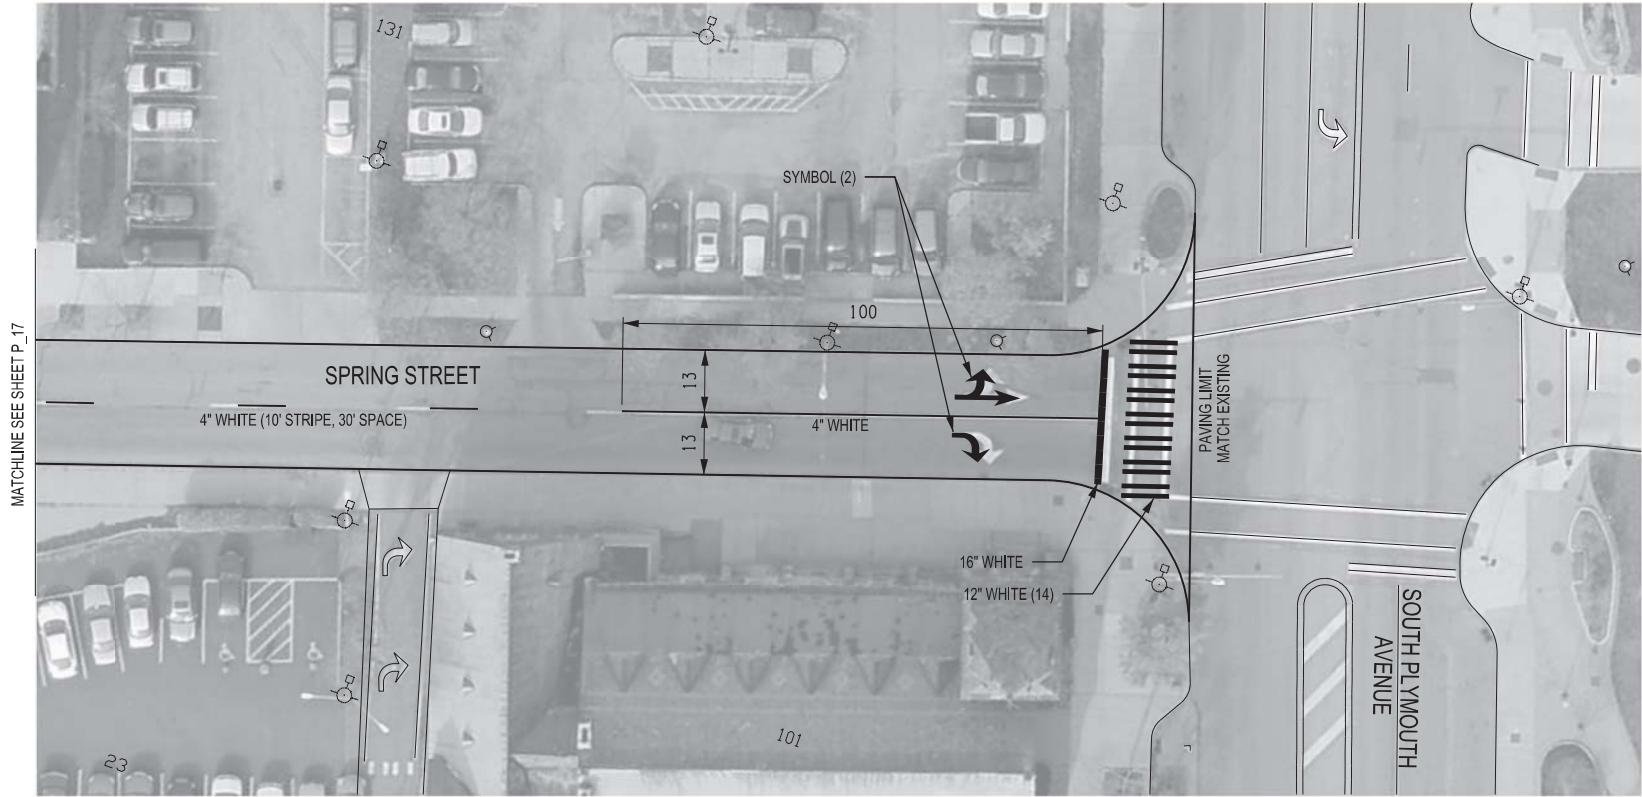 131
SYMBOL (2)
100
MATCHLINE SEE SHEET P_17
SPRING STREET
13
4" WHITE (10' STRIPE, 30' SPACE)
4" WHITE
13
PAVING LIMIT
MATCH EXISTING
16" WHITE
12" WHITE (14)
SOUTH PLYMOUTH
AVENUE
101
23